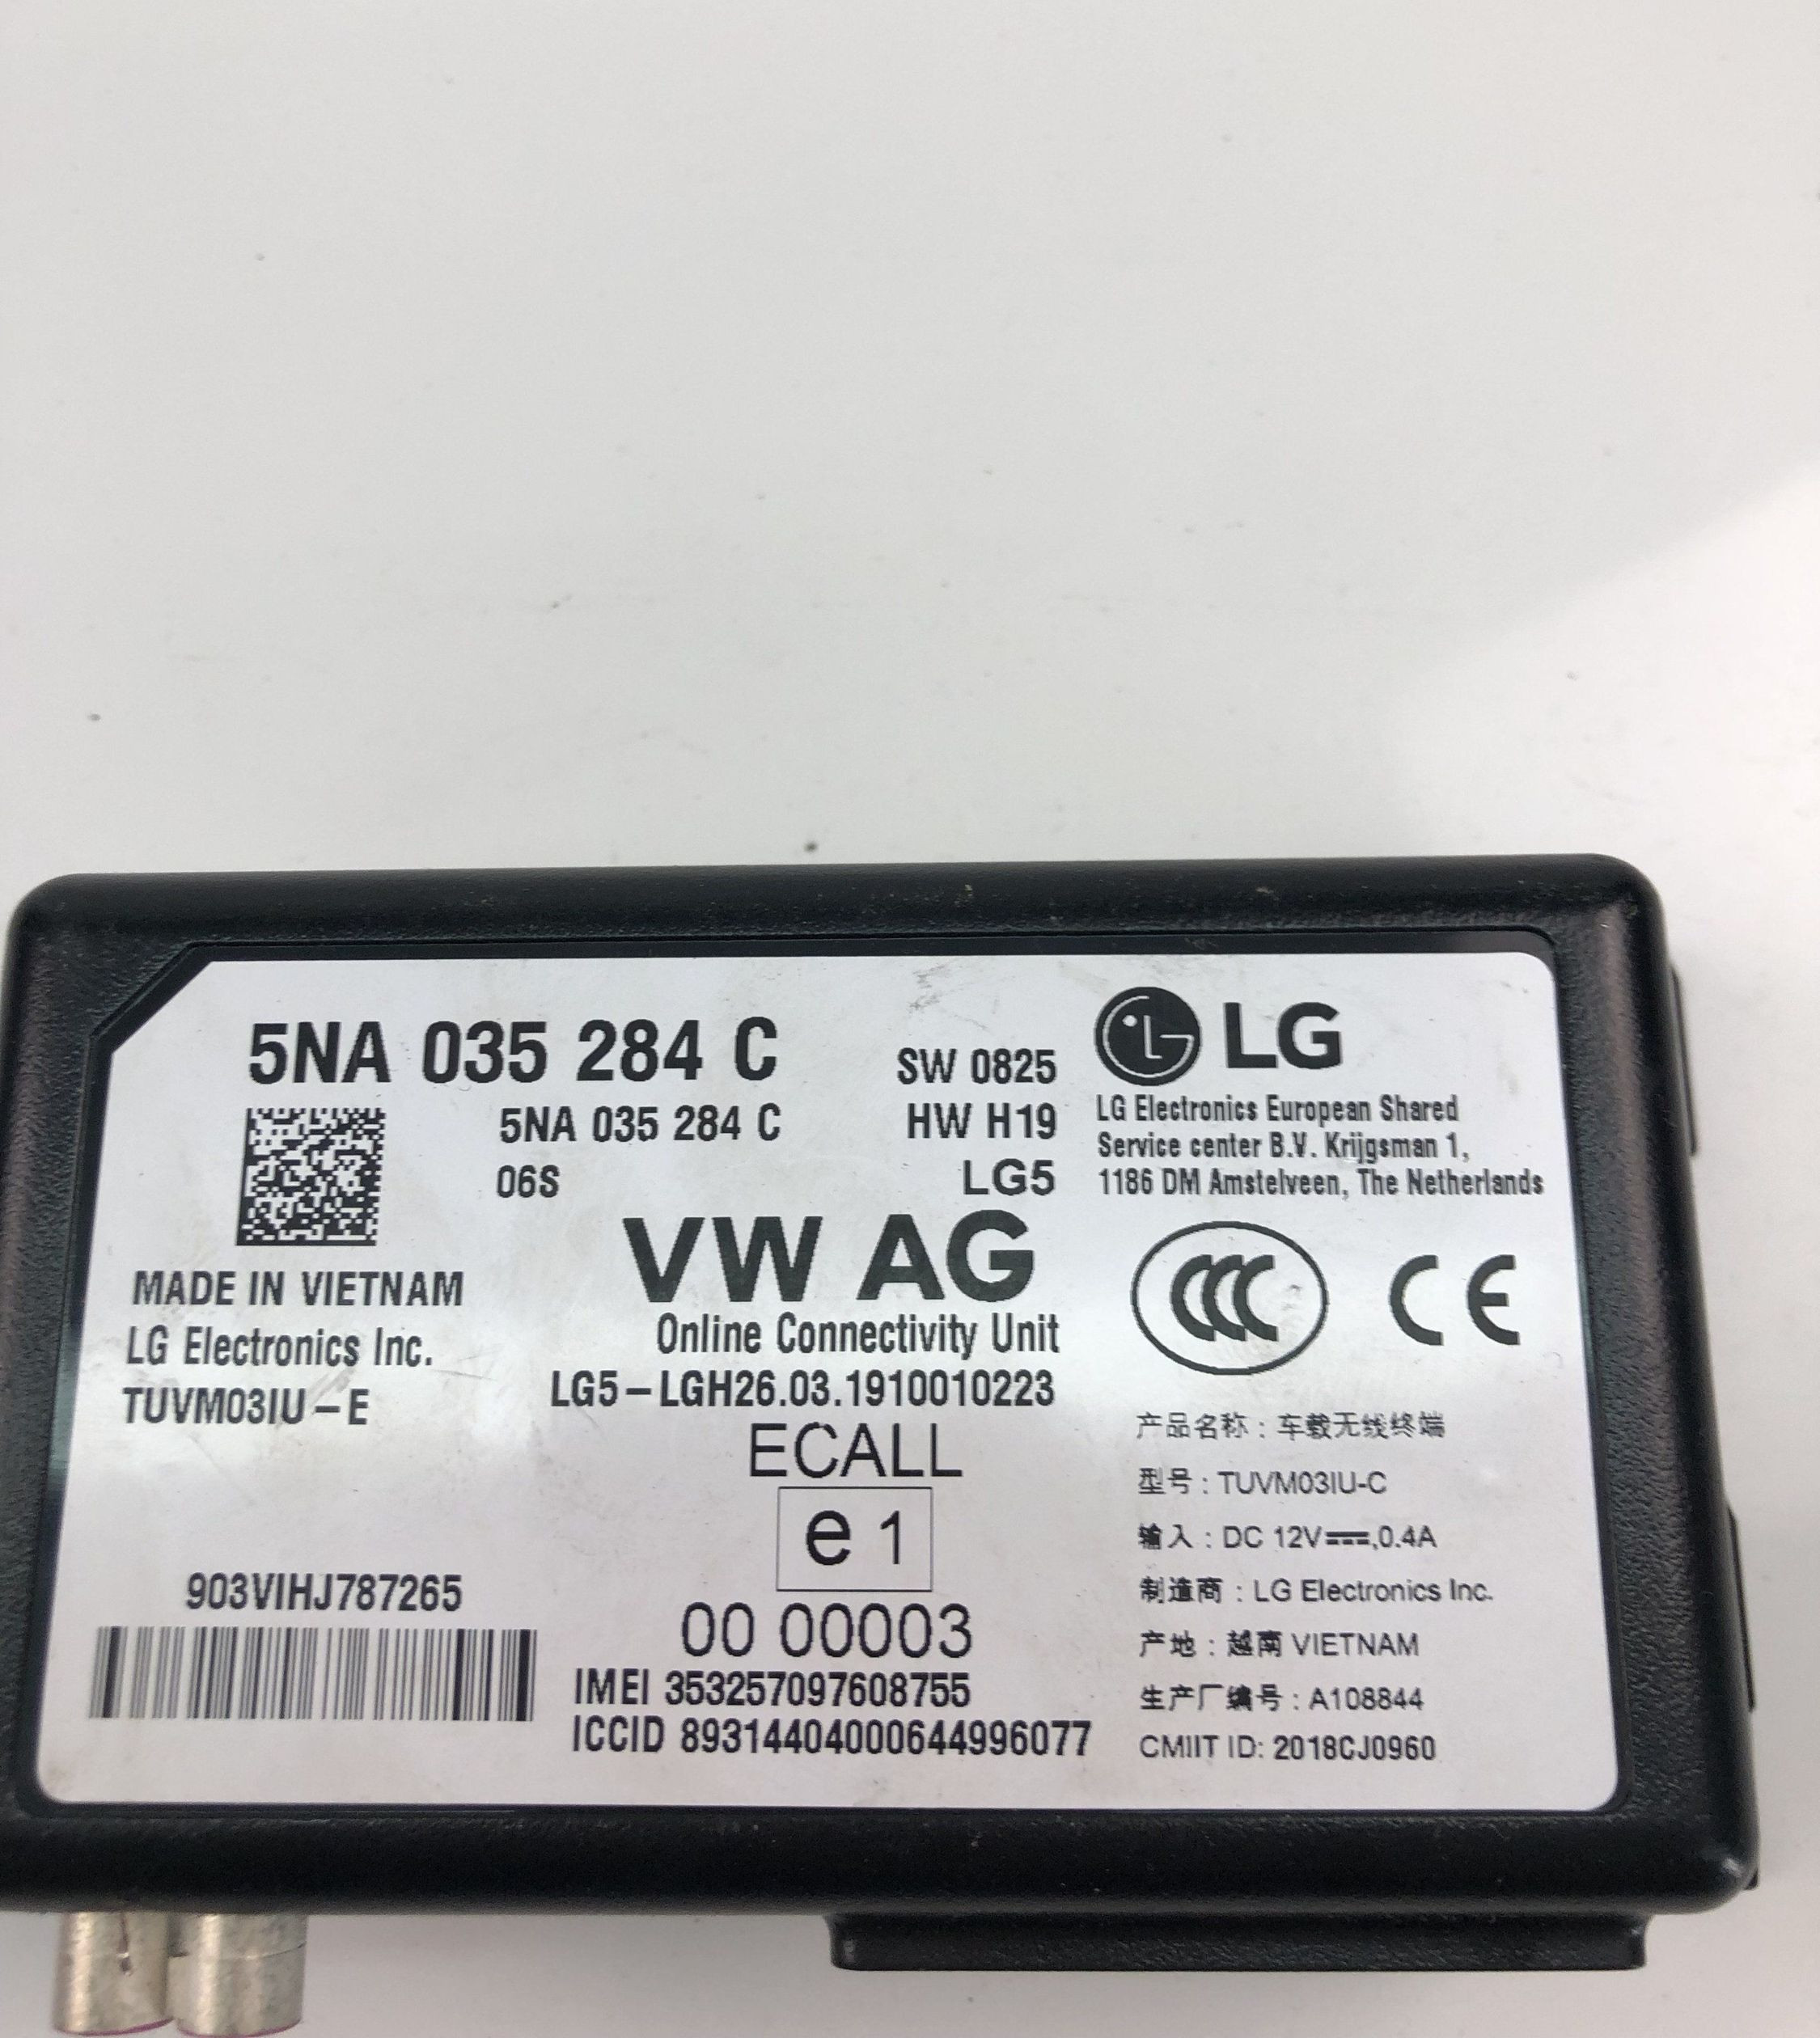 5NA 035 284 C
5NA 035 284 C
06S
SW 0825
HW H19
LG5
LG
LG Electronics European Shared
Service center B.V. Krijgsman 1,
1186 DM Amstelveen, The Netherlands
MADE IN VIETNAM
LG Electronics Inc.
TUVM03IU-E
VW AG
Online Connectivity Unit
LG5-LGH26.03.1910010223
ECALL
e 1
00 00003
IMEI 353257097608755
ICCID 89314404000644996077
903VIHJ787265
CCC
CE
产品名称：车载无线终端
型号：TUVM03IU-C
输入：DC 12V⎓,0.4A
制造商：LG Electronics Inc.
产地：越南 VIETNAM
生产厂编号：A108844
CMIIT ID: 2018CJ0960